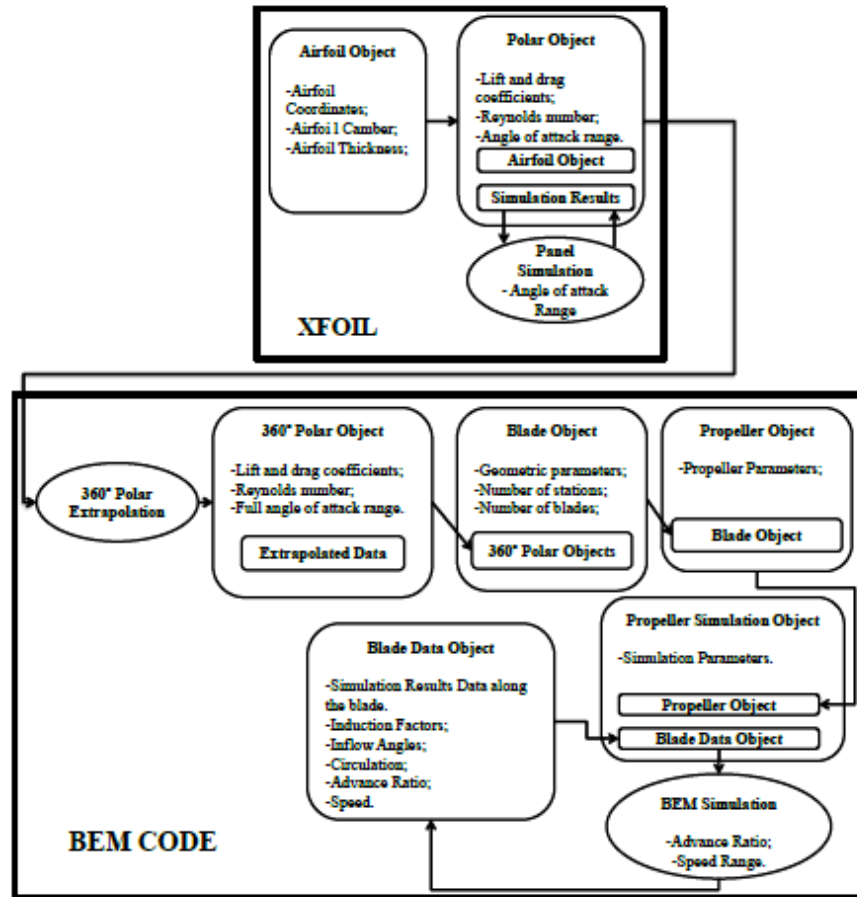 Airfoil Object
-Airfoil
Coordinates;
-Airfoi l Camber;
-Airfoil Thickness;
Polar Object
-Lift and drag
coefficients;
-Reynolds number;
-Angle of attack range.
Airfoil Object
Simulation Results
Panel
Simulation
- Angle of attack
Range
XFOIL
360° Polar
Extrapolation
360° Polar Object
-Lift and drag coefficients;
-Reynolds number;
-Full angle of attack range.
Extrapolated Data
Blade Object
-Geometric parameters;
-Number of stations;
-Number of blades;
360° Polar Objects
Propeller Object
-Propeller Parameters;
Blade Object
Blade Data Object
-Simulation Results Data along
the blade.
-Induction Factors;
-Inflow Angles;
-Circulation;
-Advance Ratio;
-Speed.
Propeller Simulation Object
-Simulation Parameters.
Propeller Object
Blade Data Object
BEM Simulation
-Advance Ratio;
-Speed Range.
BEM CODE